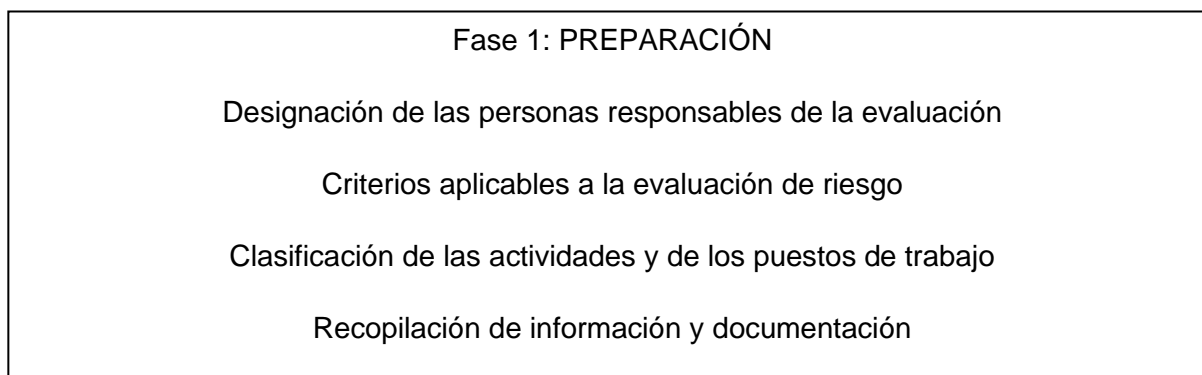 Fase 1: PREPARACIÓN
Designación de las personas responsables de la evaluación
Criterios aplicables a la evaluación de riesgo
Clasificación de las actividades y de los puestos de trabajo
Recopilación de información y documentación